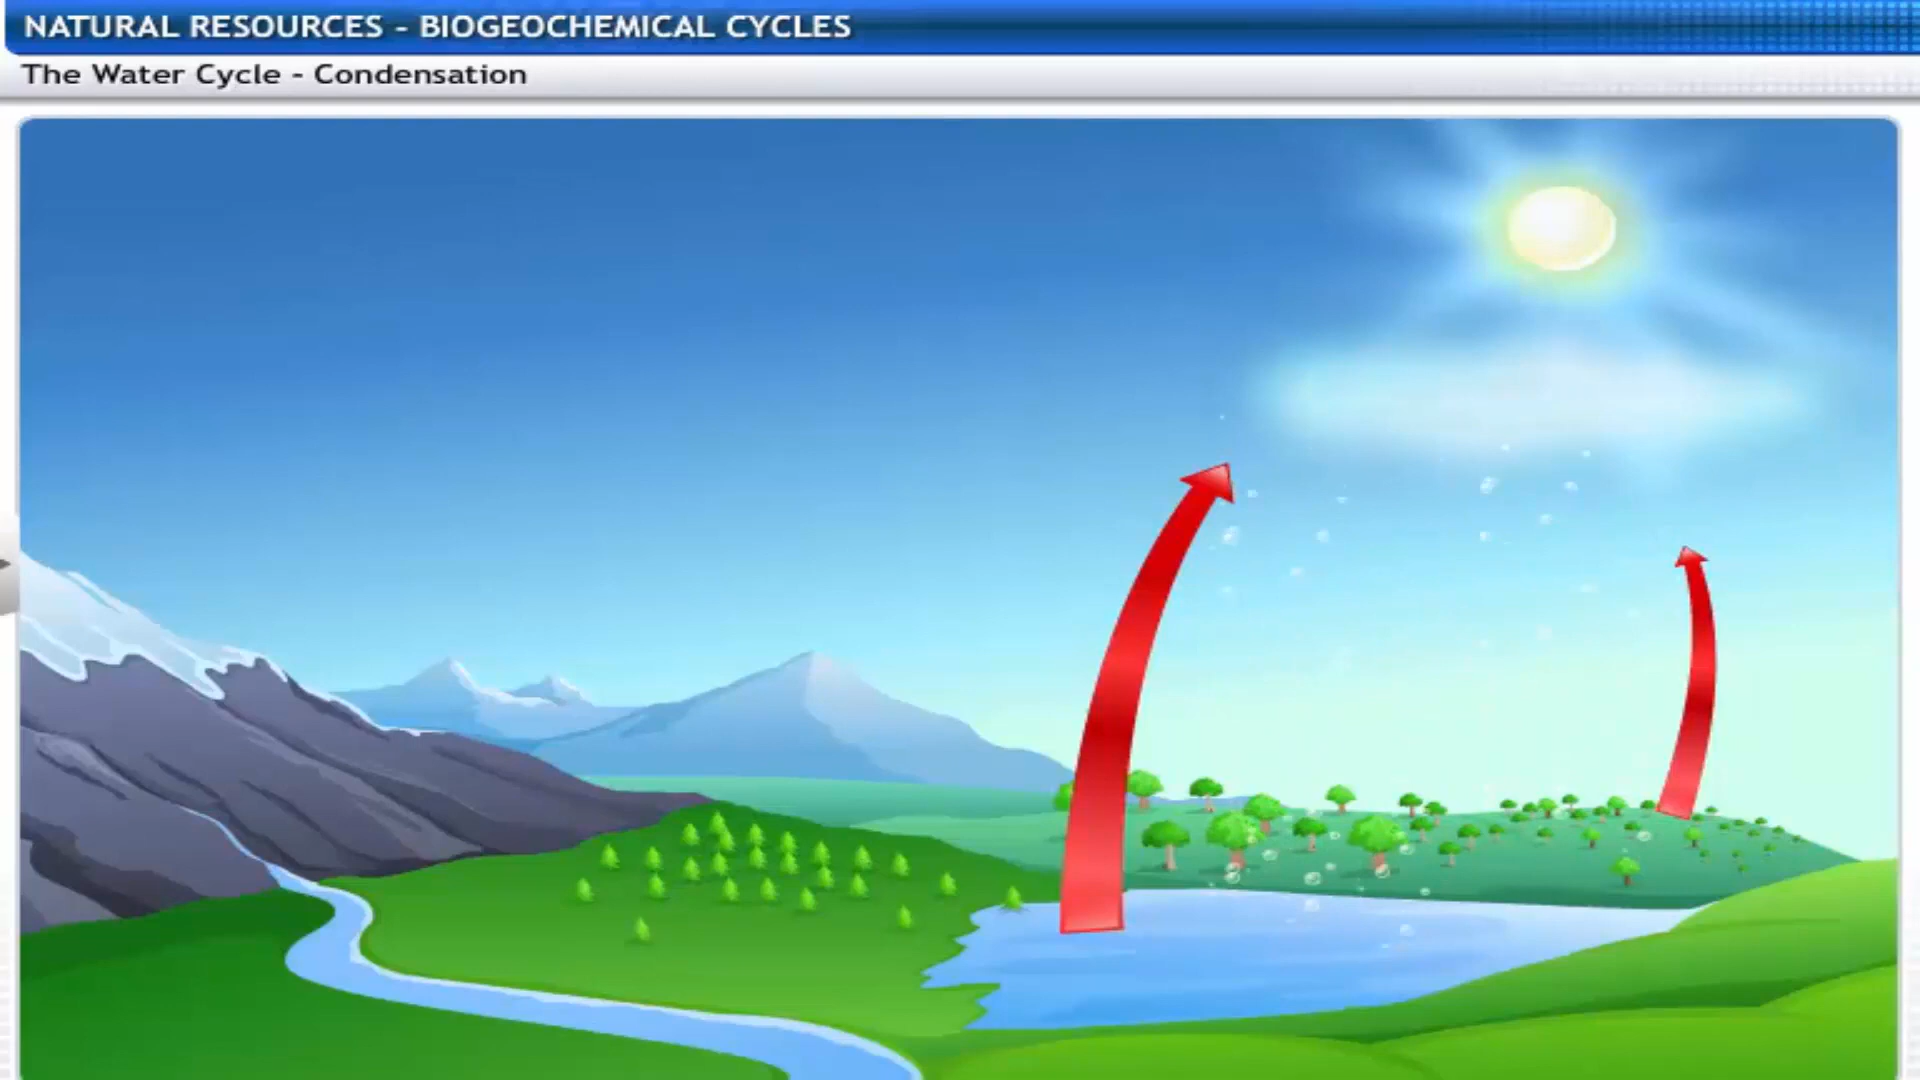 NATURAL RESOURCES - BIOGEOCHEMICAL CYCLES
The Water Cycle - Condensation